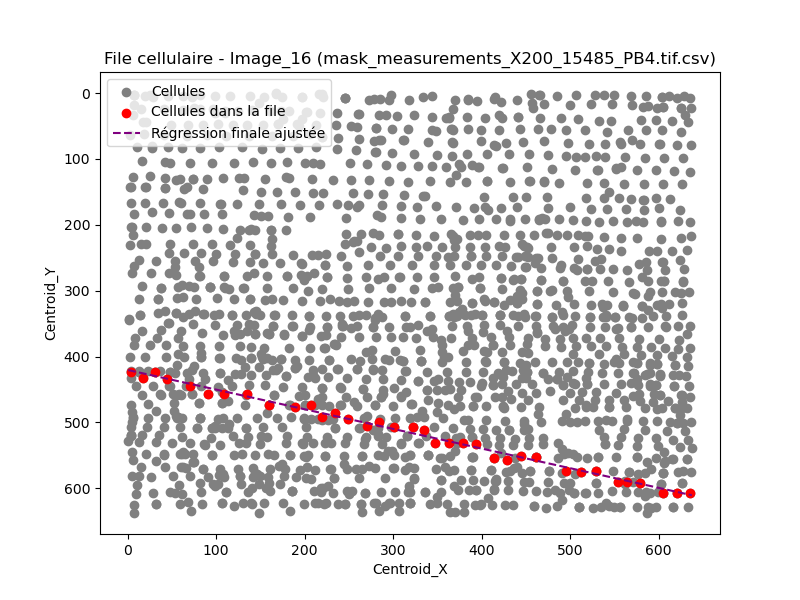 File cellulaire - Image_16 (mask_measurements_X200_15485_PB4.tif.csv)
Cellules
Cellules dans la file
Régression finale ajustée
0
100
200
300
400
500
600
Centroid_Y
0 100 200 300 400 500 600
Centroid_X